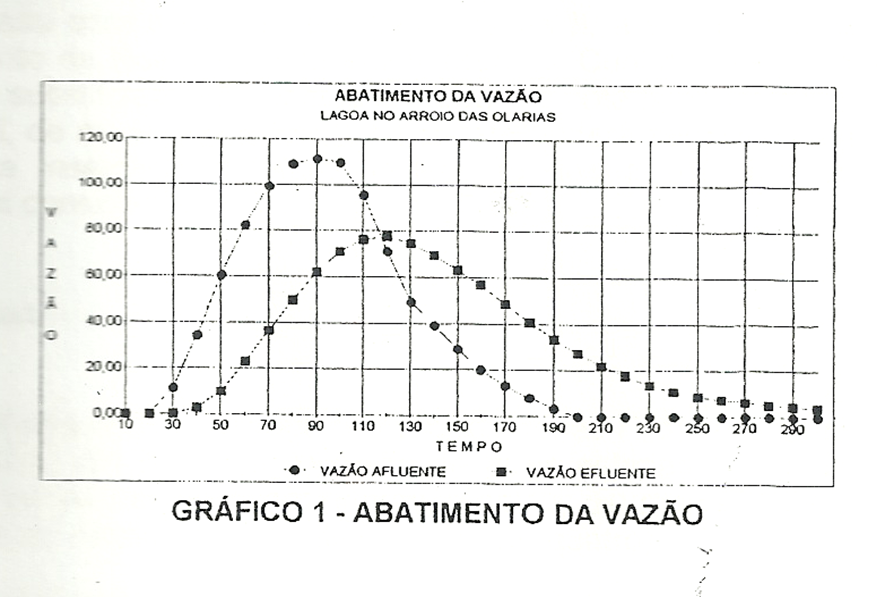 ABATIMENTO DA VAZÃO
LAGOA NO ARROIO DAS OLARIAS
120,00
100,00
80,00
60,00
40,00
20,00
0,00
VAZÃO
10 30 50 70 90 110 130 150 170 190 210 230 250 270 290
TEMPO
VAZÃO AFLUENTE VAZÃO EFLUENTE
GRÁFICO 1 - ABATIMENTO DA VAZÃO